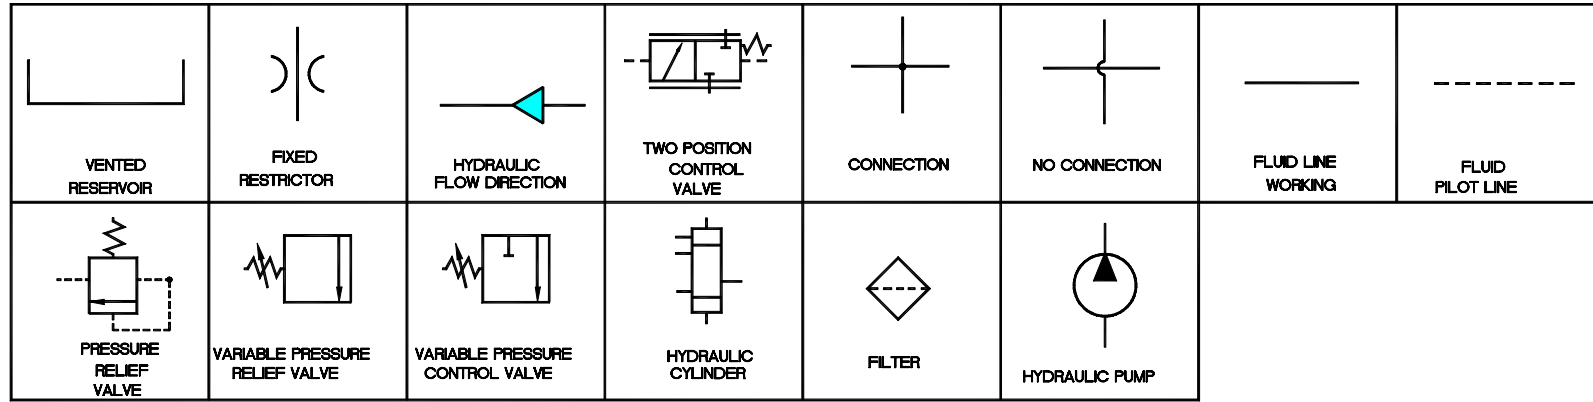 VENTED
RESERVOIR
FIXED
RESTRICTOR
HYDRAULIC
FLOW DIRECTION
TWO POSITION
CONTROL
VALVE
CONNECTION
NO CONNECTION
FLUID LINE
WORKING
FLUID
PILOT LINE
PRESSURE
RELIEF
VALVE
VARIABLE PRESSURE
RELIEF VALVE
VARIABLE PRESSURE
CONTROL VALVE
HYDRAULIC
CYLINDER
FILTER
HYDRAULIC PUMP